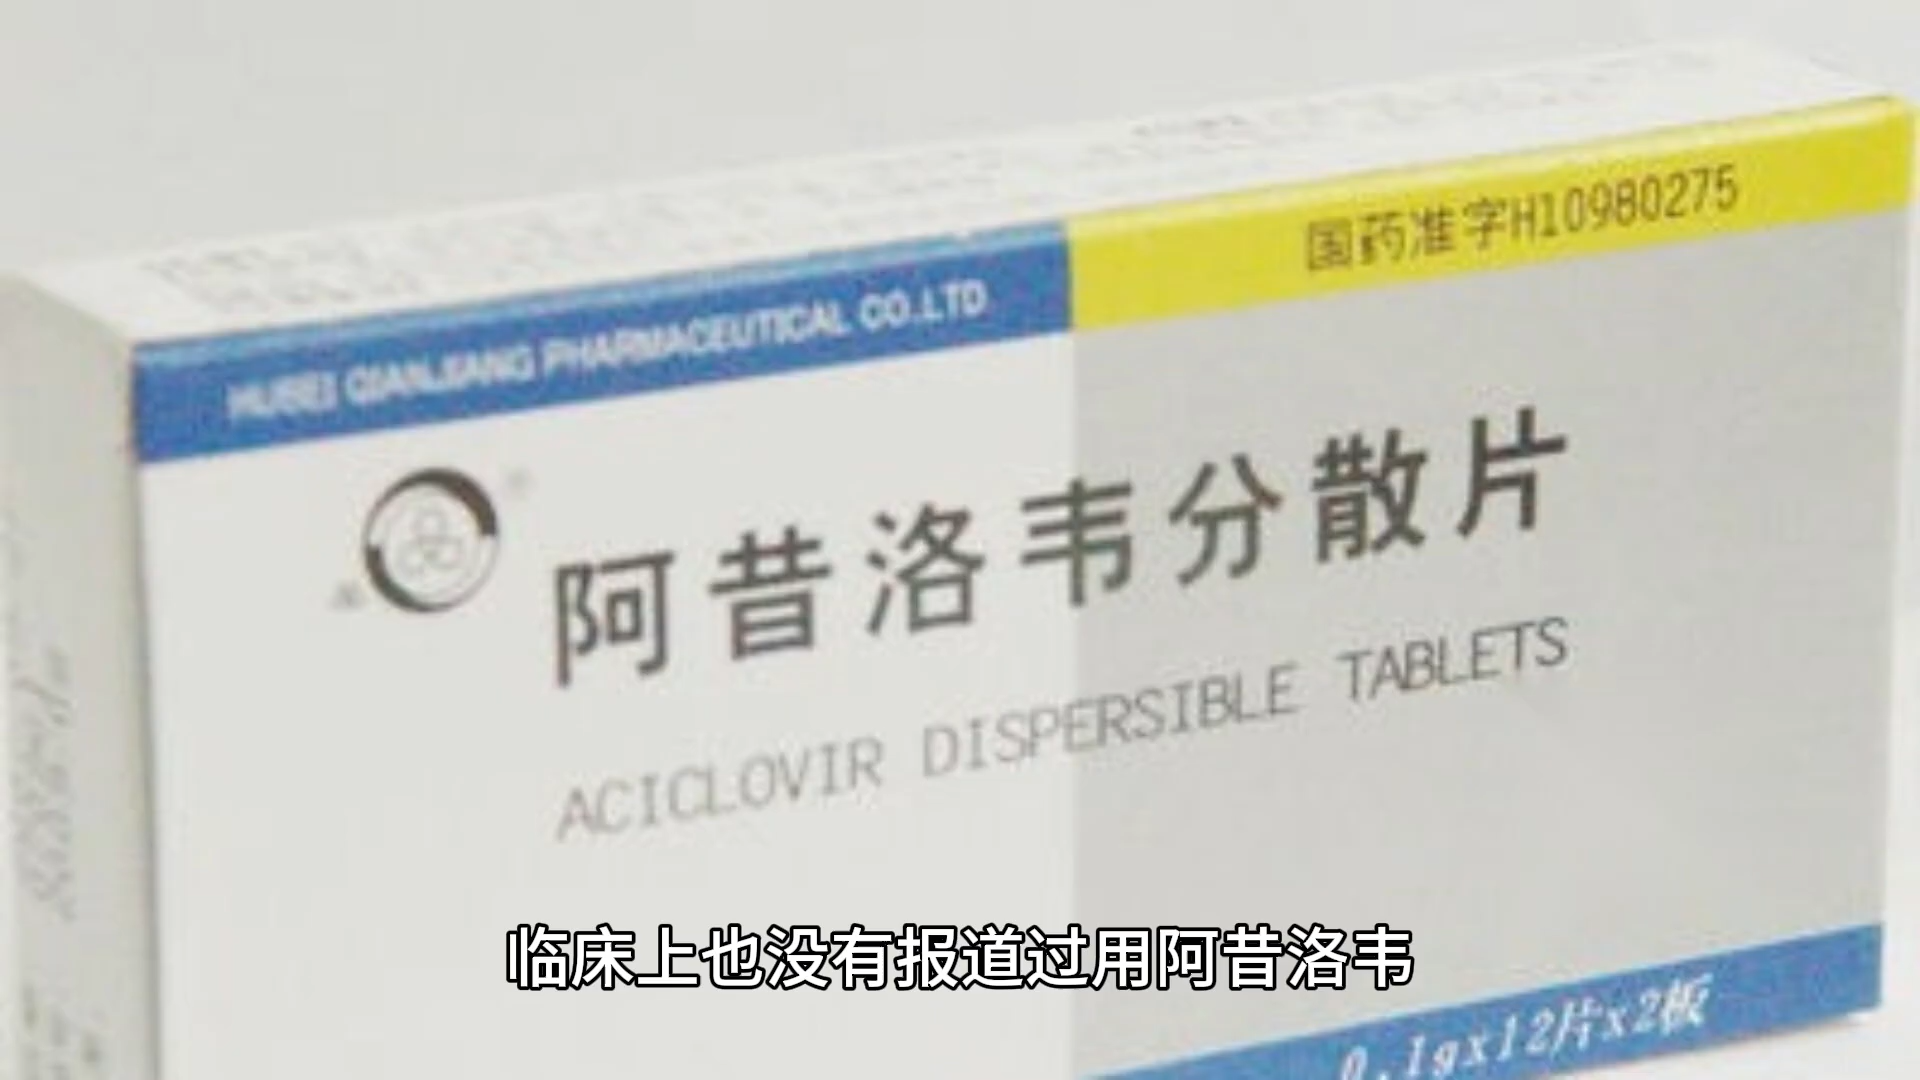 国药准字H10980275
HUBEI QIANJIANG PHARMACEUTICAL CO.LTD
阿昔洛韦分散片
ACICLOVIR DISPERSIBLE TABLETS
临床上也没有报道过用阿昔洛韦
0.1gx12片x2板